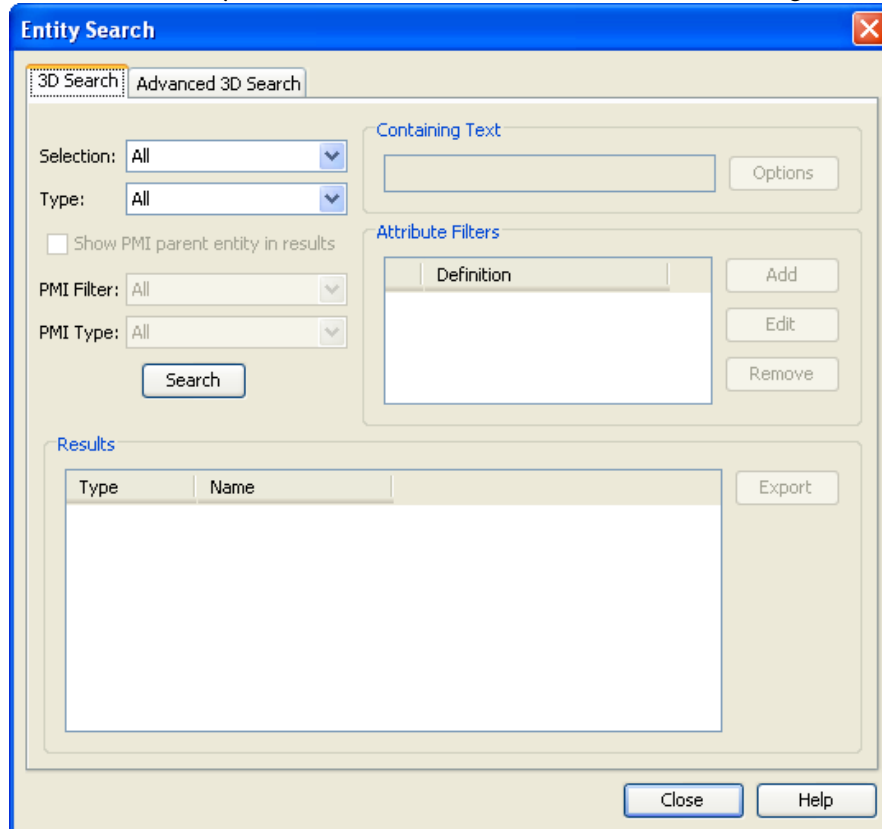 Entity Search
3D Search
Advanced 3D Search
Selection: All
Type: All
Show PMI parent entity in results
PMI Filter: All
PMI Type: All
Search
Containing Text
Options
Attribute Filters
Definition
Add
Edit
Remove
Results
Type Name
Export
Close Help